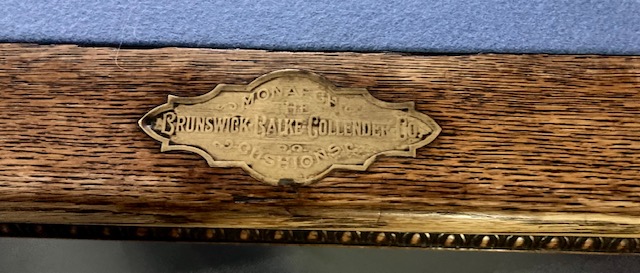 MONARCH
THE
BRUNSWICK-BALKE-COLLENDER-CO.
CUSHIONS